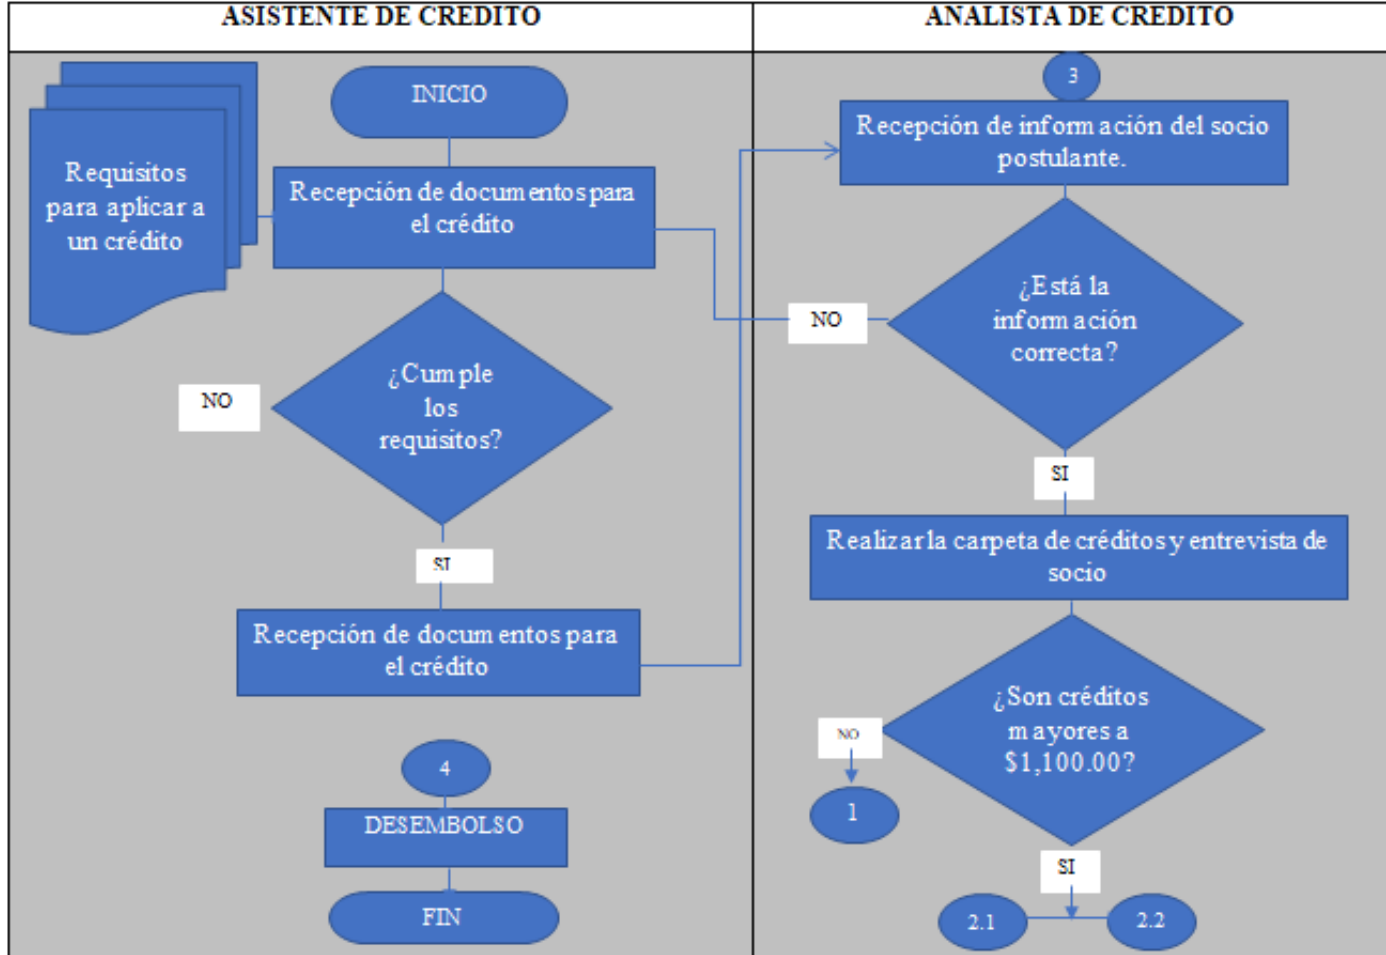 ASISTENTE DE CREDITO
ANALISTA DE CREDITO
INICIO
Requisitos
para aplicar a
un crédito
Recepción de documentos para
el crédito
¿Cumple
los
requisitos?
NO
SI
Recepción de documentos para
el crédito
4
DESEMBOLSO
FIN
3
Recepción de información del socio
postulante.
¿Está la
información
correcta?
NO
SI
Realizar la carpeta de créditos y entrevista de
socio
¿Son créditos
mayores a
$1,100.00?
NO
1
SI
2.1
2.2